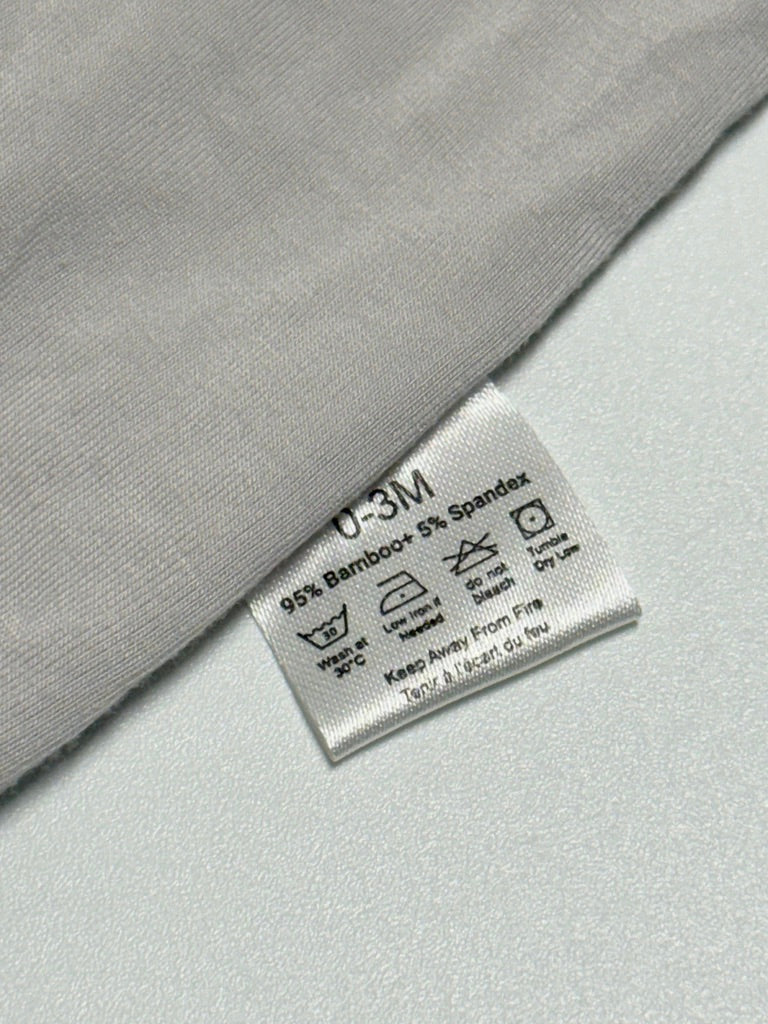 0-3M
95% Bamboo+ 5% Spandex
30
Wash at
30°C
Low Iron if
Needed
do not
bleach
Tumble
Dry Low
Keep Away From Fire
Tenir à l'écart du feu